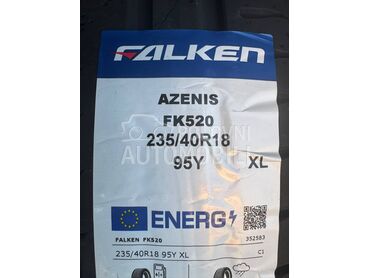 FALKEN
AZENIS
FK520
235/40R18
95Y XL
ENERG
FALKEN FK520 352583
235/40R18 95Y XL C1